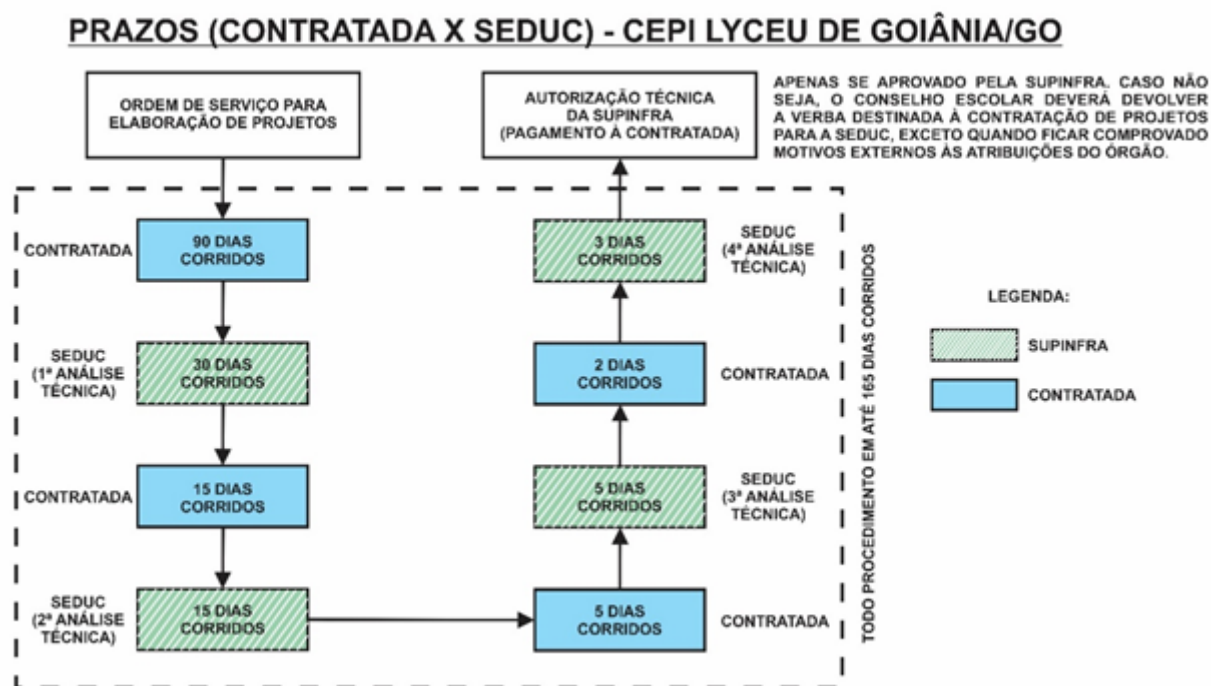 PRAZOS (CONTRATADA X SEDUC) - CEPI LYCEU DE GOIÂNIA/GO
ORDEM DE SERVIÇO PARA
ELABORAÇÃO DE PROJETOS
CONTRATADA
90 DIAS
CORRIDOS
SEDUC
(1ª ANÁLISE
TÉCNICA)
30 DIAS
CORRIDOS
CONTRATADA
15 DIAS
CORRIDOS
SEDUC
(2ª ANÁLISE
TÉCNICA)
15 DIAS
CORRIDOS
5 DIAS
CORRIDOS
CONTRATADA
5 DIAS
CORRIDOS
SEDUC
(3ª ANÁLISE
TÉCNICA)
2 DIAS
CORRIDOS
CONTRATADA
3 DIAS
CORRIDOS
SEDUC
(4ª ANÁLISE
TÉCNICA)
AUTORIZAÇÃO TÉCNICA
DA SUPINFRA
(PAGAMENTO À CONTRATADA)
APENAS SE APROVADO PELA SUPINFRA. CASO NÃO
SEJA, O CONSELHO ESCOLAR DEVERÁ DEVOLVER
A VERBA DESTINADA À CONTRATAÇÃO DE PROJETOS
PARA A SEDUC, EXCETO QUANDO FICAR COMPROVADO
MOTIVOS EXTERNOS ÀS ATRIBUIÇÕES DO ÓRGÃO.
TODO PROCEDIMENTO EM ATÉ 165 DIAS CORRIDOS
LEGENDA:
SUPINFRA
CONTRATADA